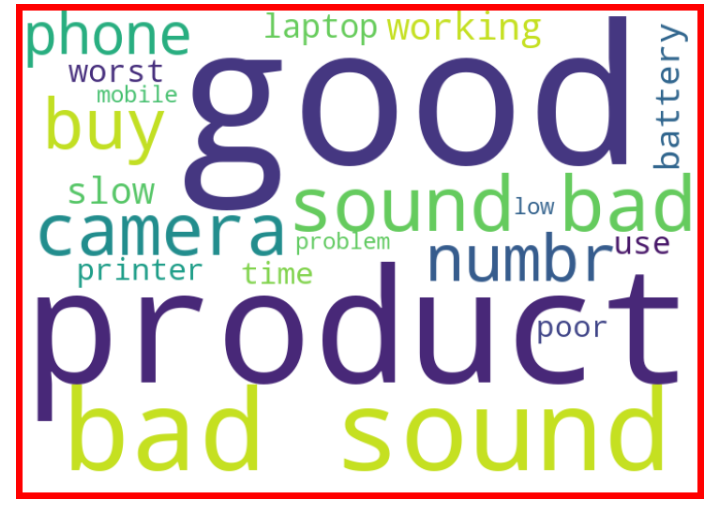 phone
laptop
working
good
battery
worst
mobile
buy
slow
sound
low
bad
camera
problem
numbr
use
printer
time
product
poor
bad sound